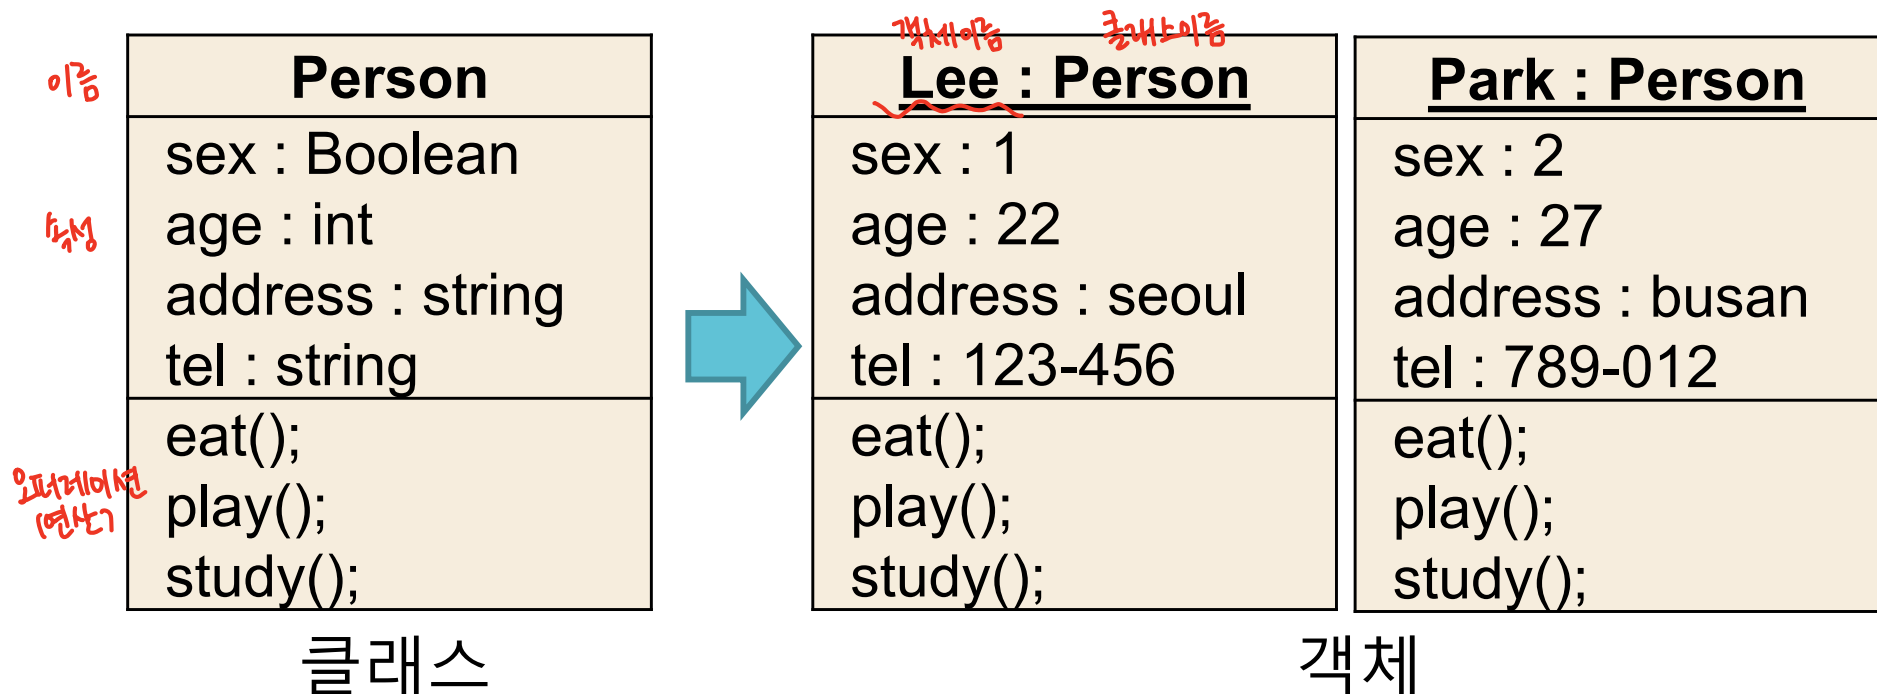 이름
Person
속성
sex : Boolean
age : int
address : string
tel : string
오퍼레이션
(연산)
eat();
play();
study();
클래스
객체이름 클래스이름
Lee : Person
sex : 1
age : 22
address : seoul
tel : 123-456
eat();
play();
study();
Park : Person
sex : 2
age : 27
address : busan
tel : 789-012
eat();
play();
study();
객체